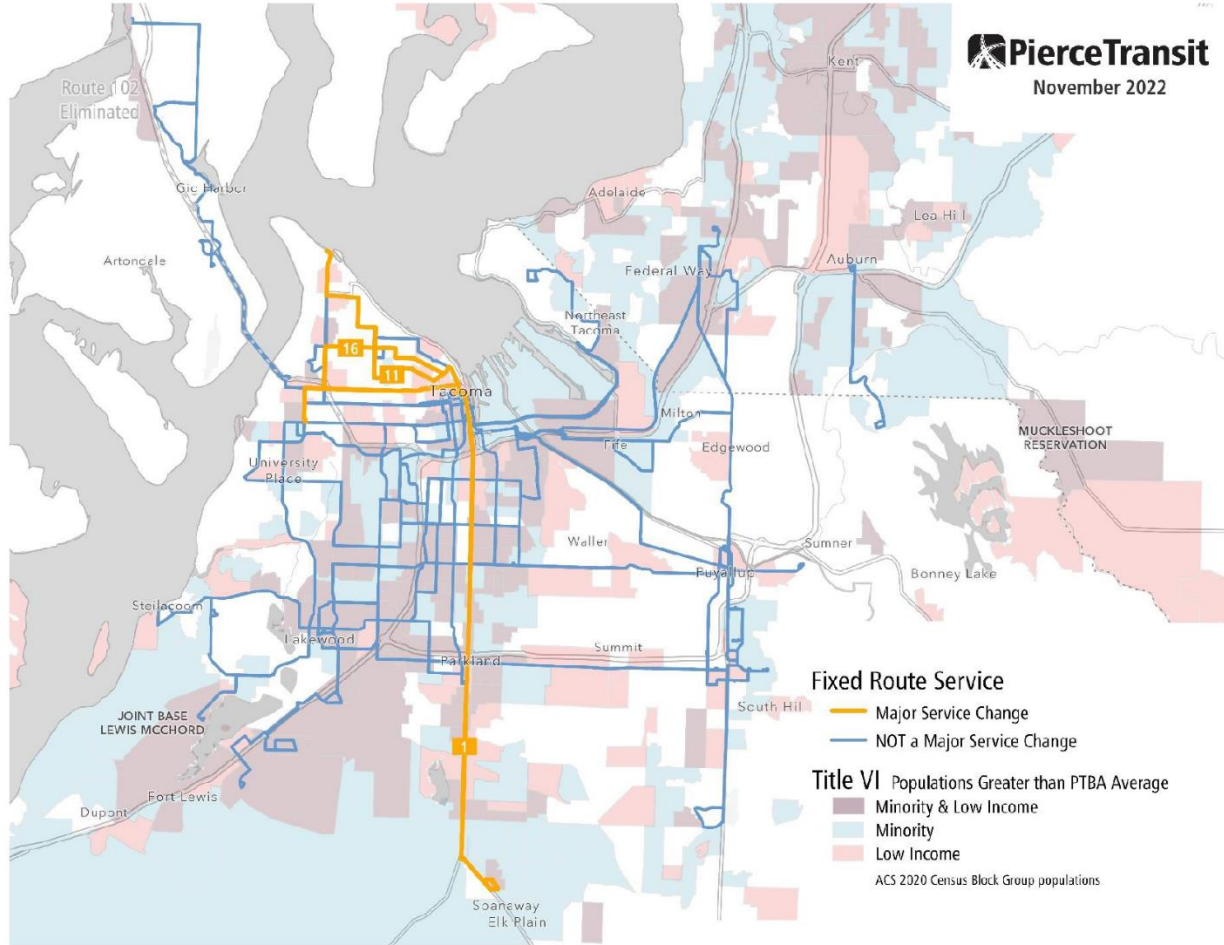 PierceTransit
November 2022
Kent
Route 102
Eliminated
Gig Harbor
Adelaide
Lea Hill
Artondale
Federal Way
Auburn
Northeast
Tacoma
16
11
Tacoma
Milton
MUCKLESHOOT
RESERVATION
Fife
Edgewood
University
Place
Waller
Sumner
Puyallup
Bonney Lake
Steilacoom
Lakewood
Summit
Parkland
JOINT BASE
LEWIS MCCHORD
South Hil
1
Fort Lewis
Dupont
Spanaway
Elk Plain
Fixed Route Service
Major Service Change
NOT a Major Service Change
Title VI Populations Greater than PTBA Average
Minority & Low Income
Minority
Low Income
ACS 2020 Census Block Group populations